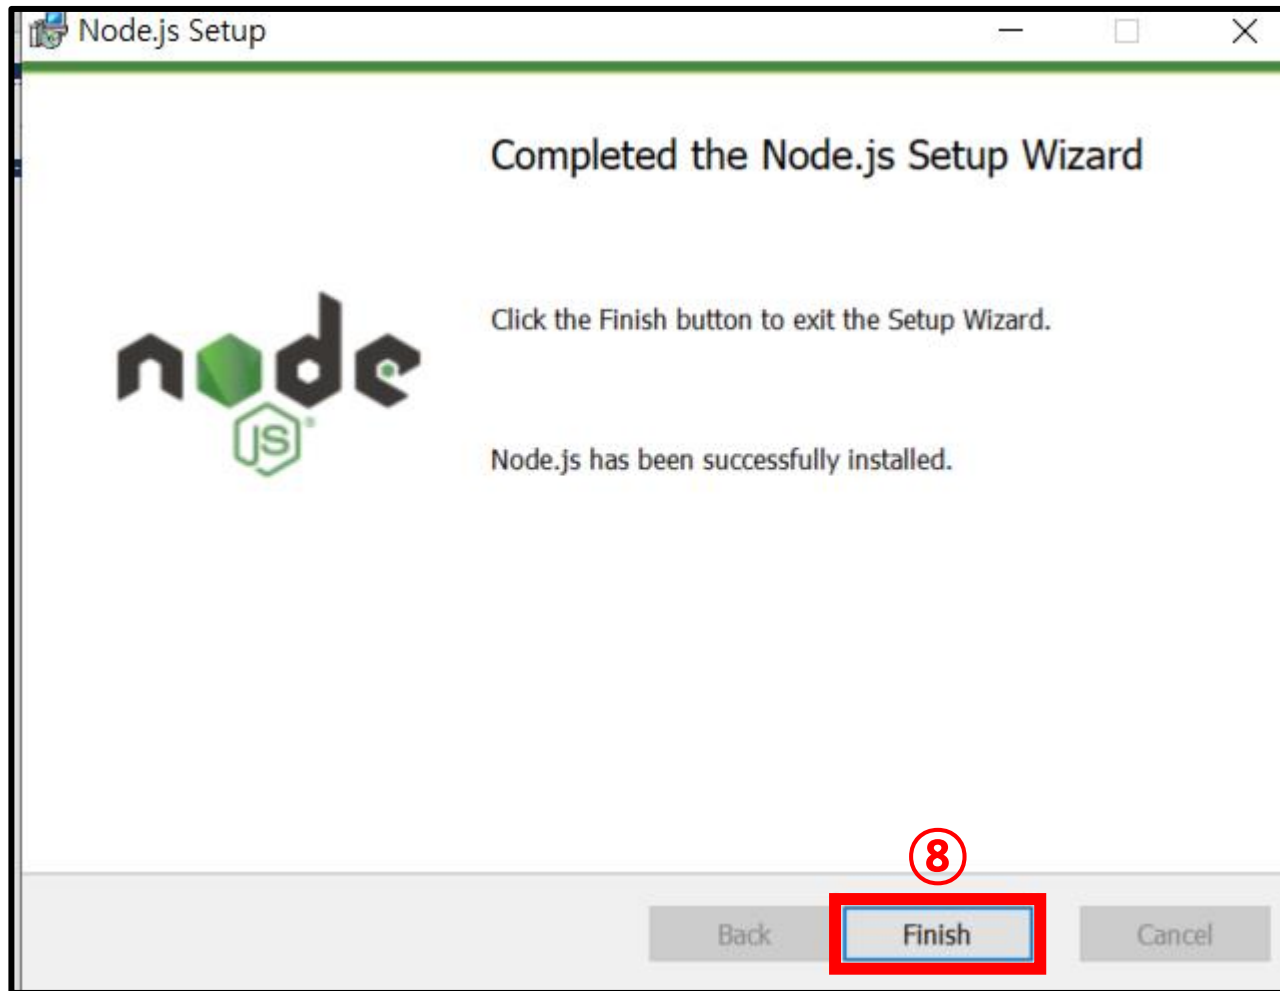 Node.js Setup
Completed the Node.js Setup Wizard
Click the Finish button to exit the Setup Wizard.
node
JS®
Node.js has been successfully installed.
⑧
Back Finish Cancel